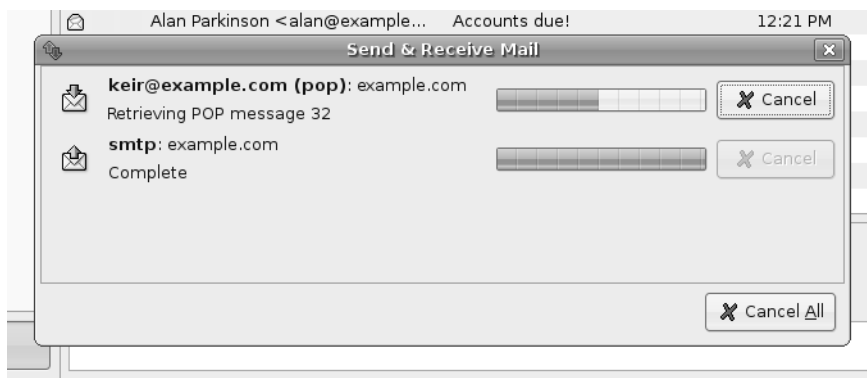 Alan Parkinson <alan@example... Accounts due! 12:21 PM
Send & Receive Mail
keir@example.com (pop): example.com
Retrieving POP message 32
Cancel
smtp: example.com
Complete
Cancel
Cancel All